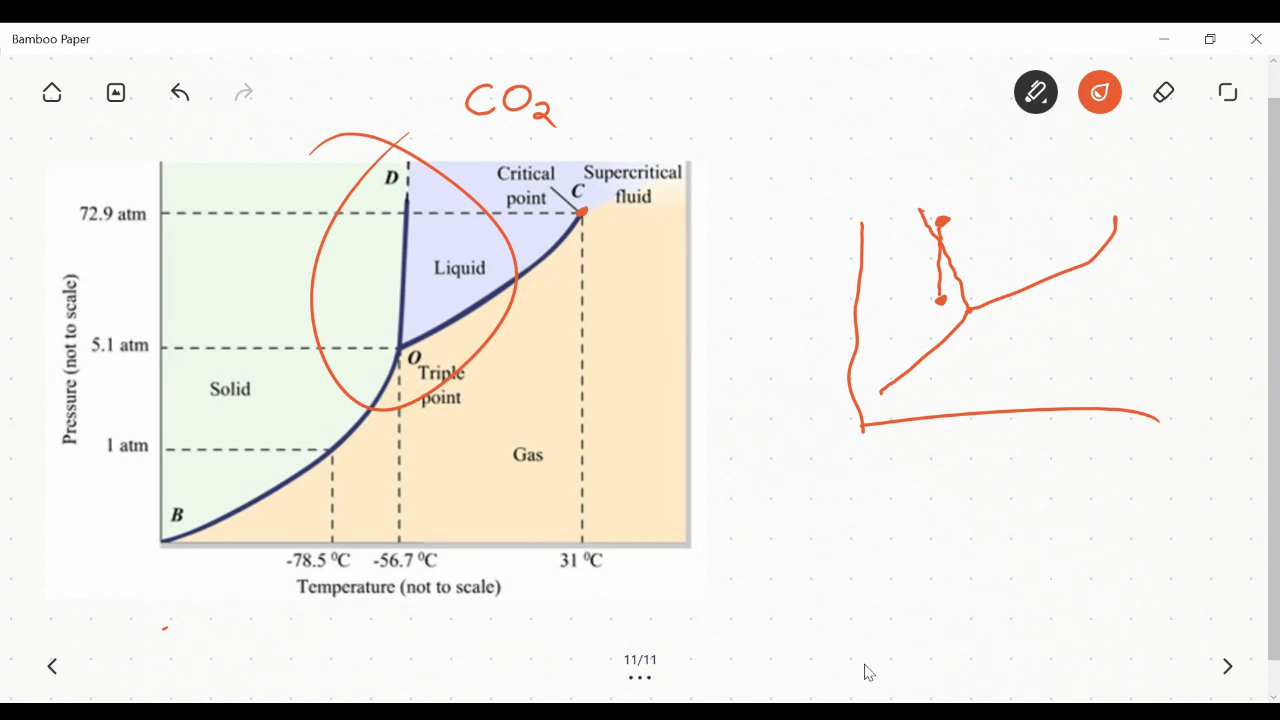 Bamboo Paper
CO2
D
Critical
point
C
Supercritical
fluid
72.9 atm
Liquid
Pressure (not to scale)
5.1 atm
O
Triple
point
Solid
1 atm
Gas
B
-78.5 ⁰C
-56.7 ⁰C
31 ⁰C
Temperature (not to scale)
11/11